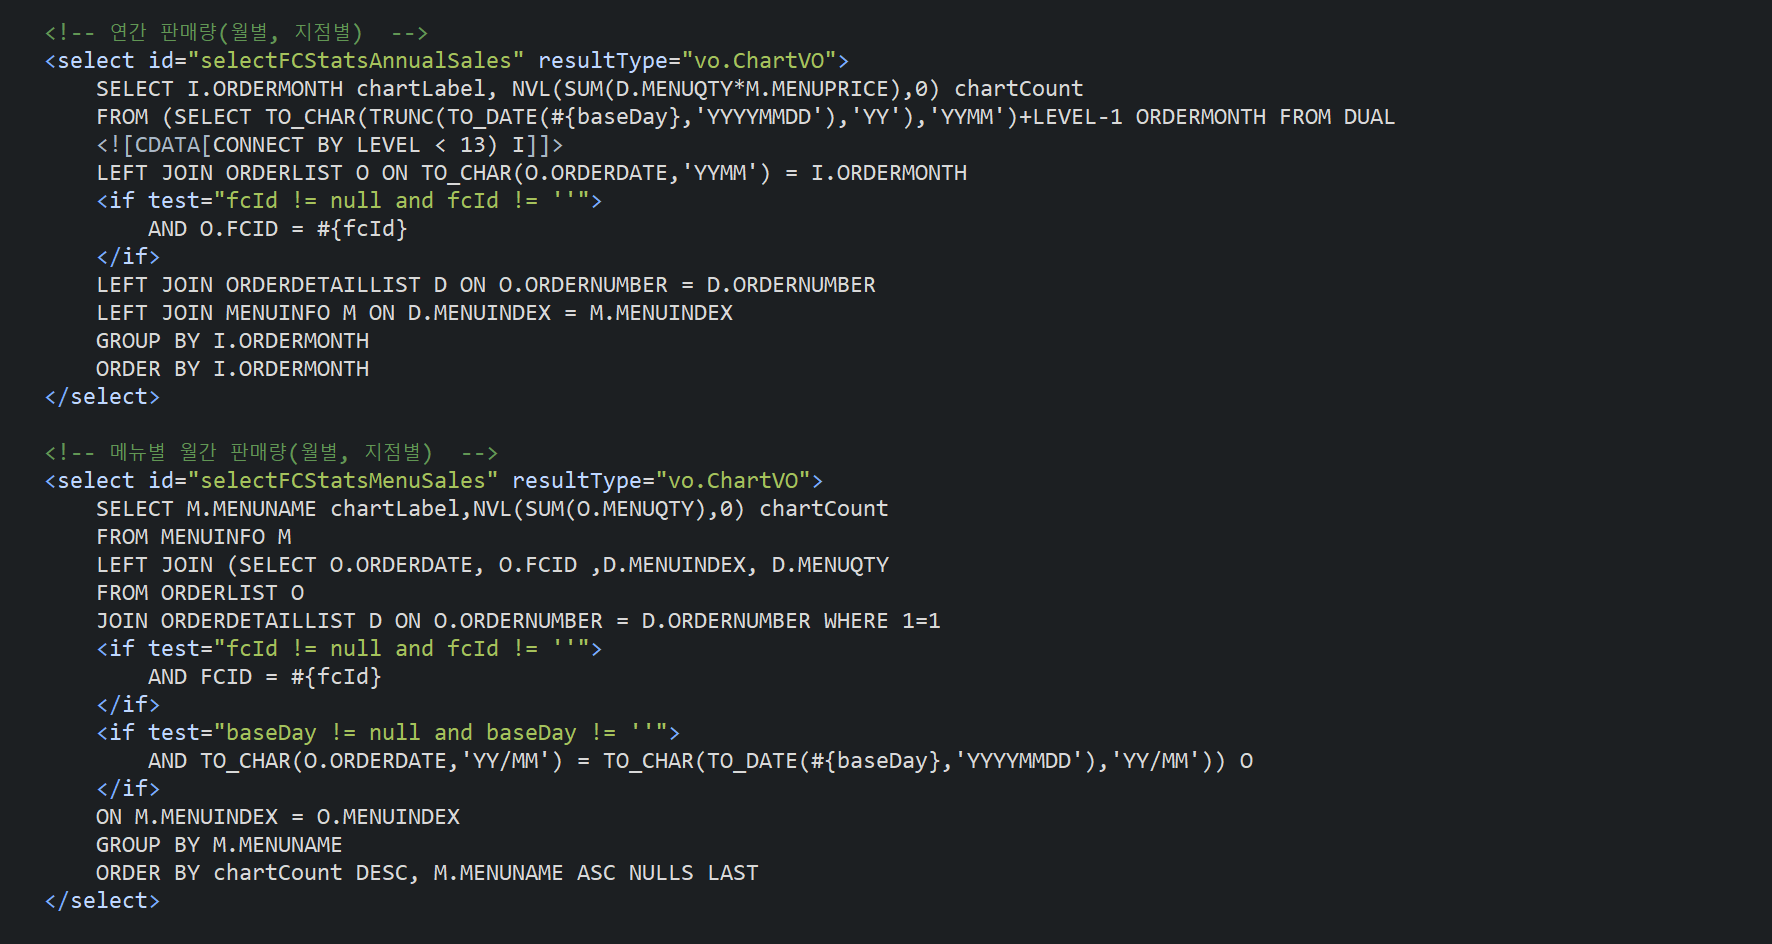 <!-- 연간 판매량(월별, 지점별)  -->
<select id="selectFCStatsAnnualSales" resultType="vo.ChartVO">
    SELECT I.ORDERMONTH chartLabel, NVL(SUM(D.MENUQTY*M.MENUPRICE),0) chartCount
    FROM (SELECT TO_CHAR(TRUNC(TO_DATE(#{baseDay},'YYYYMMDD'),'YY'),'YYMM')+LEVEL-1 ORDERMONTH FROM DUAL
    <![CDATA[CONNECT BY LEVEL < 13) I]]>
    LEFT JOIN ORDERLIST O ON TO_CHAR(O.ORDERDATE,'YYMM') = I.ORDERMONTH
    <if test="fcId != null and fcId != ''">
        AND O.FCID = #{fcId}
    </if>
    LEFT JOIN ORDERDETAILLIST D ON O.ORDERNUMBER = D.ORDERNUMBER
    LEFT JOIN MENUINFO M ON D.MENUINDEX = M.MENUINDEX
    GROUP BY I.ORDERMONTH
    ORDER BY I.ORDERMONTH
</select>
<!-- 메뉴별 월간 판매량(월별, 지점별)  -->
<select id="selectFCStatsMenuSales" resultType="vo.ChartVO">
    SELECT M.MENUNAME chartLabel,NVL(SUM(O.MENUQTY),0) chartCount
    FROM MENUINFO M
    LEFT JOIN (SELECT O.ORDERDATE, O.FCID ,D.MENUINDEX, D.MENUQTY
    FROM ORDERLIST O
    JOIN ORDERDETAILLIST D ON O.ORDERNUMBER = D.ORDERNUMBER WHERE 1=1
    <if test="fcId != null and fcId != ''">
        AND FCID = #{fcId}
    </if>
    <if test="baseDay != null and baseDay != ''">
        AND TO_CHAR(O.ORDERDATE,'YY/MM') = TO_CHAR(TO_DATE(#{baseDay},'YYYYMMDD'),'YY/MM')) O
    </if>
    ON M.MENUINDEX = O.MENUINDEX
    GROUP BY M.MENUNAME
    ORDER BY chartCount DESC, M.MENUNAME ASC NULLS LAST
</select>